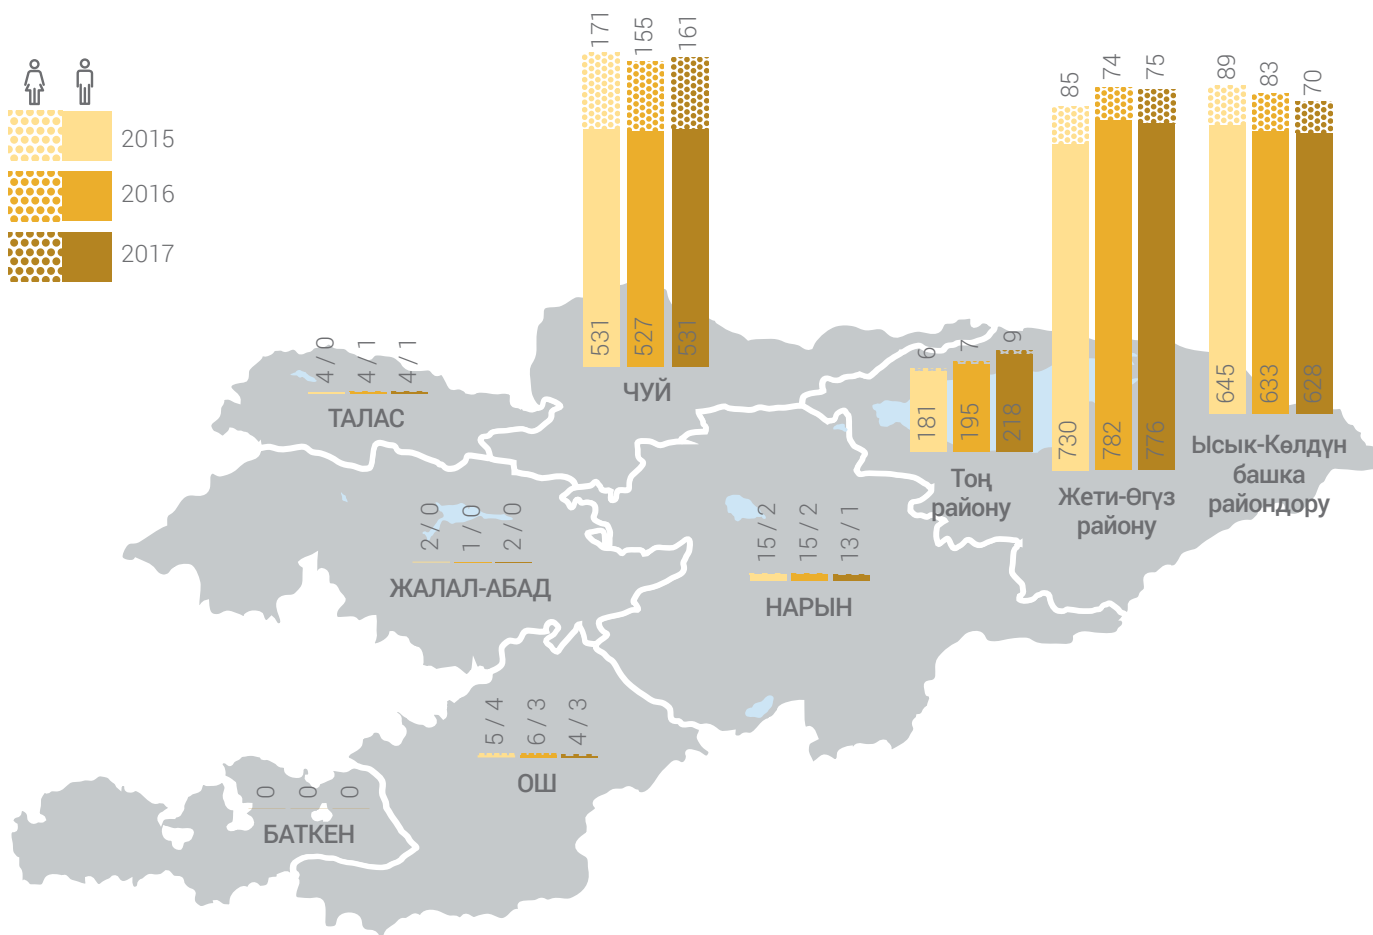 2015
2016
2017
171
155
161
531
527
531
ЧУЙ
4 / 0
4 / 1
4 / 1
ТАЛАС
2 / 0
1 / 0
2 / 0
ЖАЛАЛ-АБАД
15 / 2
15 / 2
13 / 1
НАРЫН
5 / 4
6 / 3
4 / 3
ОШ
0
0
0
БАТКЕН
6
7
9
181
195
218
Тоң
району
85
74
75
730
782
776
Жети-Өгүз
району
89
83
70
645
633
628
Ысык-Көлдүн
башка
райондору